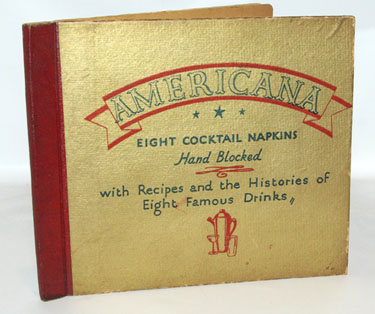 AMERICANA
EIGHT COCKTAIL NAPKINS
Hand Blocked
with Recipes and the Histories of
Eight Famous Drinks,,